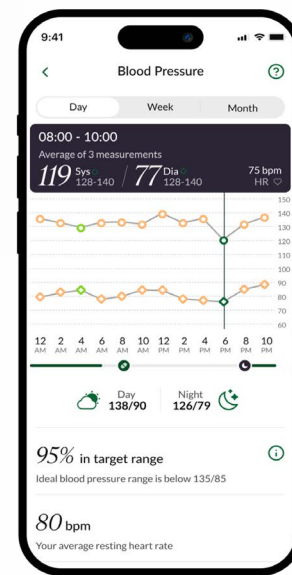 9:41
Blood Pressure
Day Week Month
08:00 - 10:00
Average of 3 measurements
119 Sys 128-140 / 77 Dia 128-140
75 bpm HR
150
140
130
120
110
100
90
80
70
60
12 AM 2 AM 4 AM 6 AM 8 AM 10 AM 12 PM 2 PM 4 PM 6 PM 8 PM 10 PM
Day 138/90
Night 126/79
95% in target range
Ideal blood pressure range is below 135/85
80 bpm
Your average resting heart rate